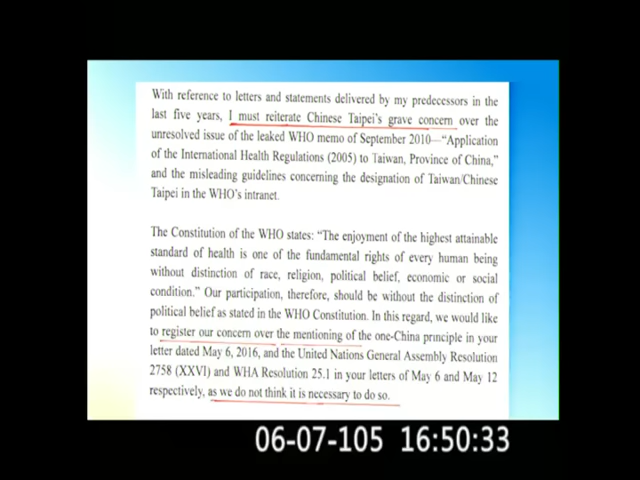 With reference to letters and statements delivered by my predecessors in the
last five years, I must reiterate Chinese Taipei's grave concern over the
unresolved issue of the leaked WHO memo of September 2010—“Application
of the International Health Regulations (2005) to Taiwan, Province of China,”
and the misleading guidelines concerning the designation of Taiwan/Chinese
Taipei in the WHO's intranet.
The Constitution of the WHO states: “The enjoyment of the highest attainable
standard of health is one of the fundamental rights of every human being
without distinction of race, religion, political belief, economic or social
condition.” Our participation, therefore, should be without the distinction of
political belief as stated in the WHO Constitution. In this regard, we would like
to register our concern over the mentioning of the one-China principle in your
letter dated May 6, 2016, and the United Nations General Assembly Resolution
2758 (XXVI) and WHA Resolution 25.1 in your letters of May 6 and May 12
respectively, as we do not think it is necessary to do so.
06-07-105 16:50:33